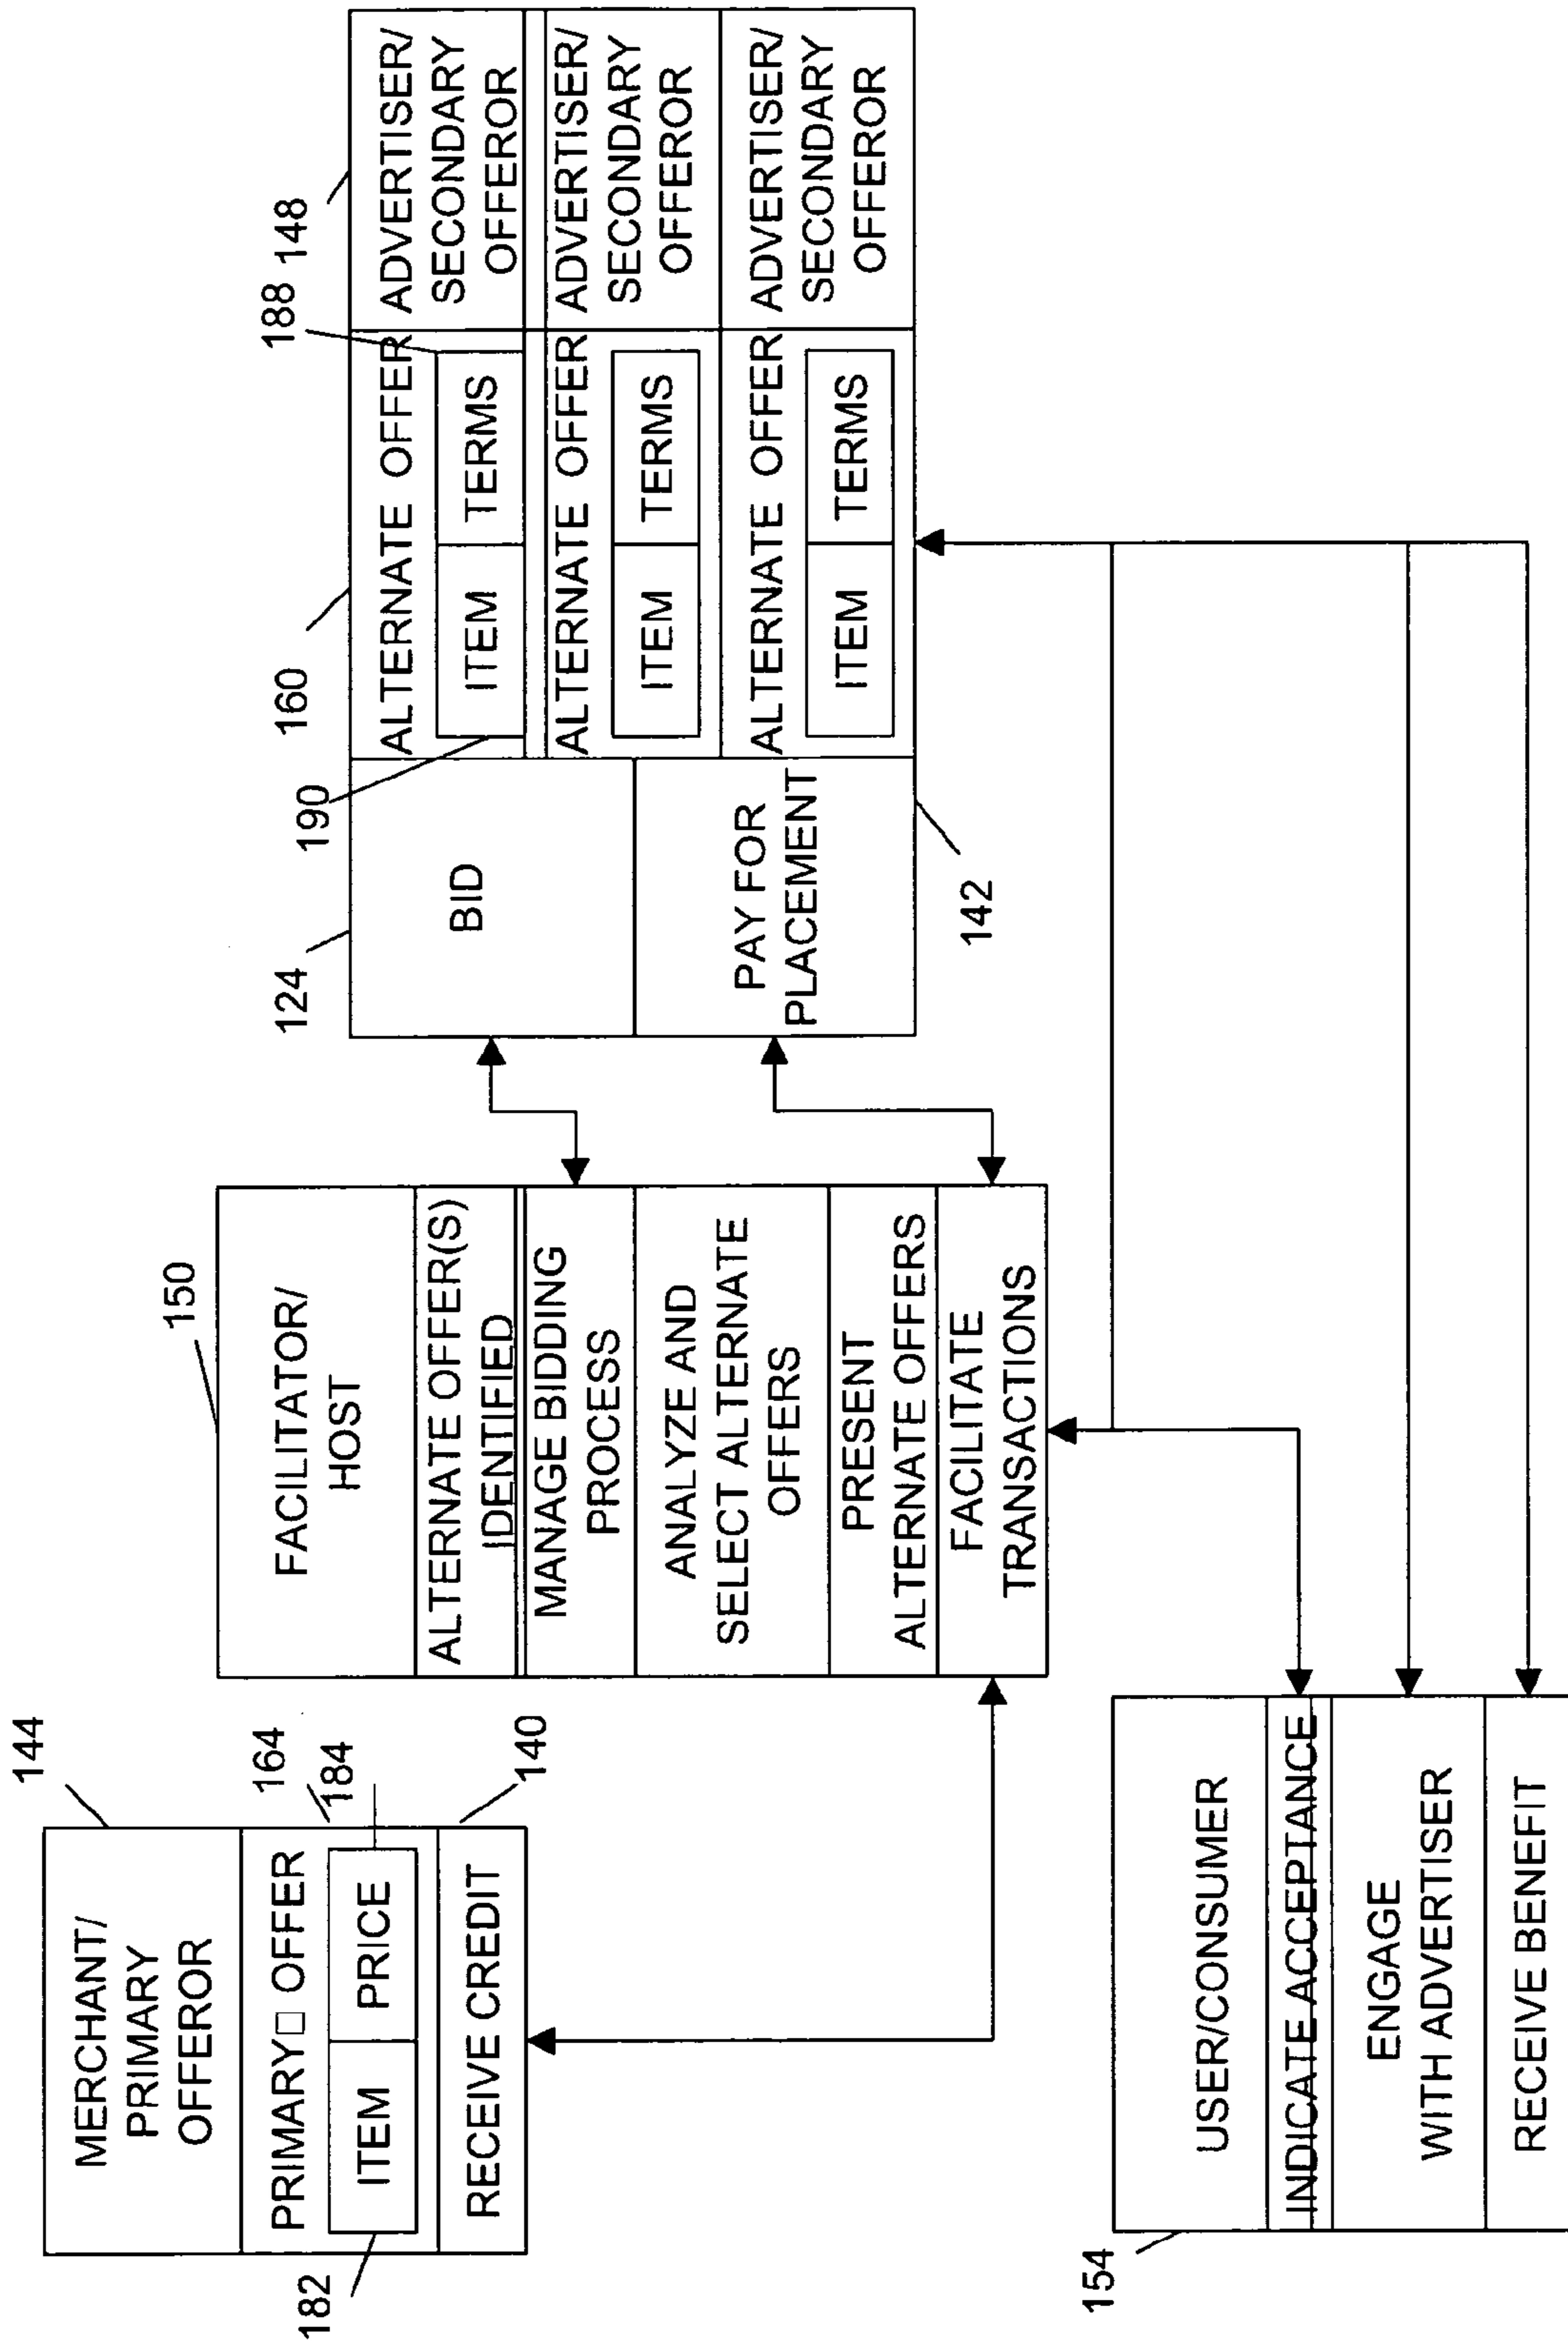 144
MERCHANT/
PRIMARY
OFFEROR
164
184
PRIMARY□ OFFER
ITEM
PRICE
182
RECEIVE CREDIT
140
150
FACILITATOR/
HOST
ALTERNATE OFFER(S)
IDENTIFIED
MANAGE BIDDING
PROCESS
ANALYZE AND
SELECT ALTERNATE
OFFERS
PRESENT
ALTERNATE OFFERS
FACILITATE
TRANSACTIONS
124
BID
PAY FOR
PLACEMENT
142
190
160
188
148
ALTERNATE OFFER
ITEM
TERMS
ADVERTISER/
SECONDARY
OFFEROR
ALTERNATE OFFER
ITEM
TERMS
ADVERTISER/
SECONDARY
OFFEROR
ALTERNATE OFFER
ITEM
TERMS
ADVERTISER/
SECONDARY
OFFEROR
154
USER/CONSUMER
INDICATE ACCEPTANCE
ENGAGE
WITH ADVERTISER
RECEIVE BENEFIT